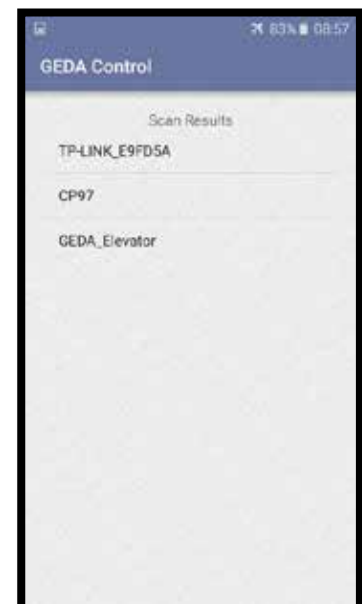 83% 08:57
GEDA Control
Scan Results
TP-LINK_E9FD5A
CP97
GEDA_Elevator